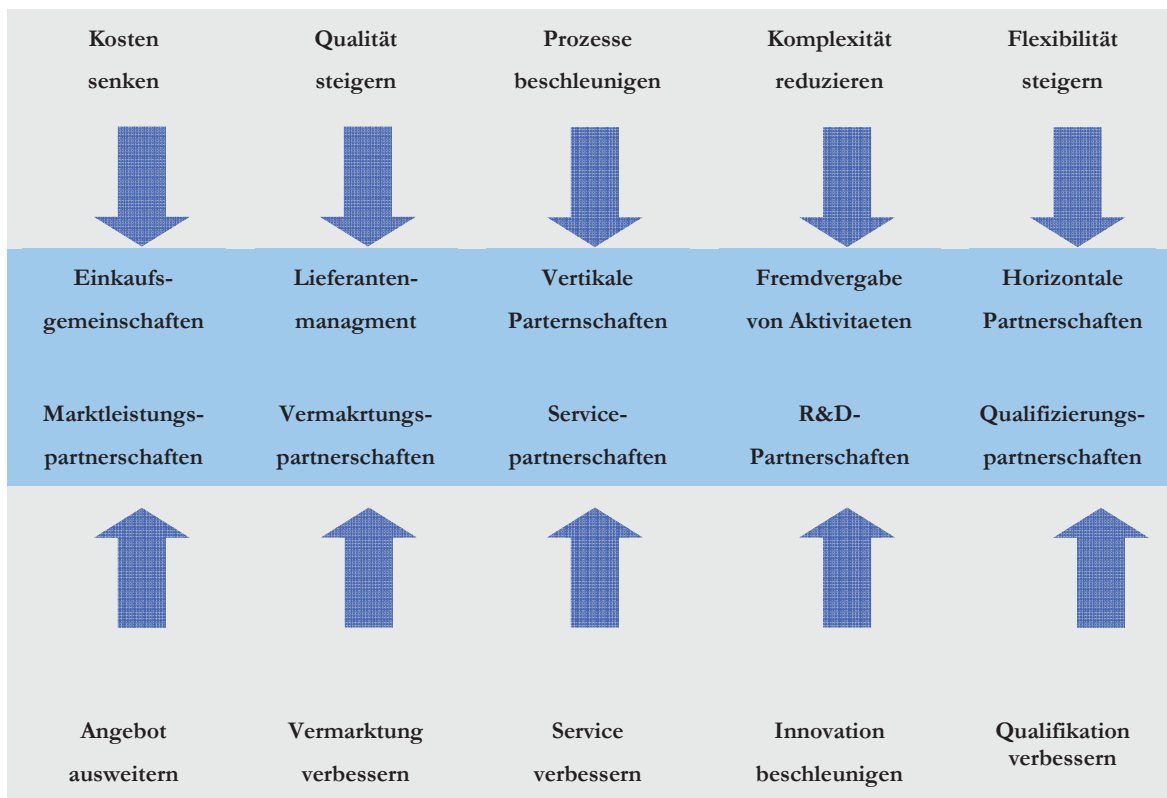 Kosten
senken
Qualität
steigern
Prozesse
beschleunigen
Komplexität
reduzieren
Flexibilität
steigern
Einkaufs-
gemeinschaften
Lieferanten-
managment
Vertikale
Parternschaften
Fremdvergabe
von Aktivitaeten
Horizontale
Partnerschaften
Marktleistungs-
partnerschaften
Vermakrtungs-
partnerschaften
Service-
partnerschaften
R&D-
Partnerschaften
Qualifizierungs-
partnerschaften
Angebot
ausweitern
Vermarktung
verbessern
Service
verbessern
Innovation
beschleunigen
Qualifikation
verbessern